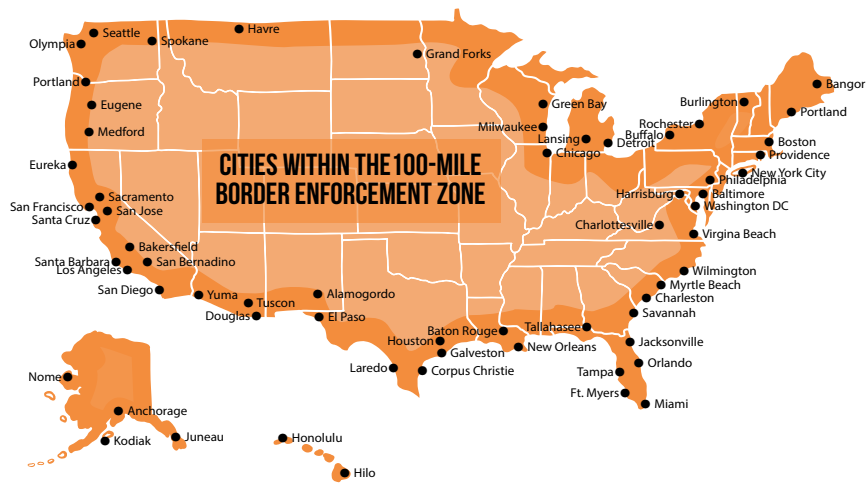 Seattle
Havre
Olympia
Spokane
Grand Forks
Portland
Bangor
Eugene
Green Bay
Burlington
Portland
Medford
Milwaukee
Rochester
Lansing
Buffalo
Detroit
Boston
Chicago
Providence
CITIES WITHIN THE 100-MILE
BORDER ENFORCEMENT ZONE
Eureka
New York City
Philadelphia
Sacramento
Harrisburg
Baltimore
San Francisco
San Jose
Washington DC
Santa Cruz
Charlottesville
Virgina Beach
Bakersfield
Santa Barbara
San Bernadino
Los Angeles
Wilmington
San Diego
Yuma
Alamogordo
Myrtle Beach
Tuscon
Charleston
Douglas
El Paso
Savannah
Baton Rouge
Tallahasee
Houston
New Orleans
Jacksonville
Galveston
Laredo
Corpus Christie
Orlando
Tampa
Ft. Myers
Miami
Nome
Anchorage
Kodiak
Juneau
Honolulu
Hilo